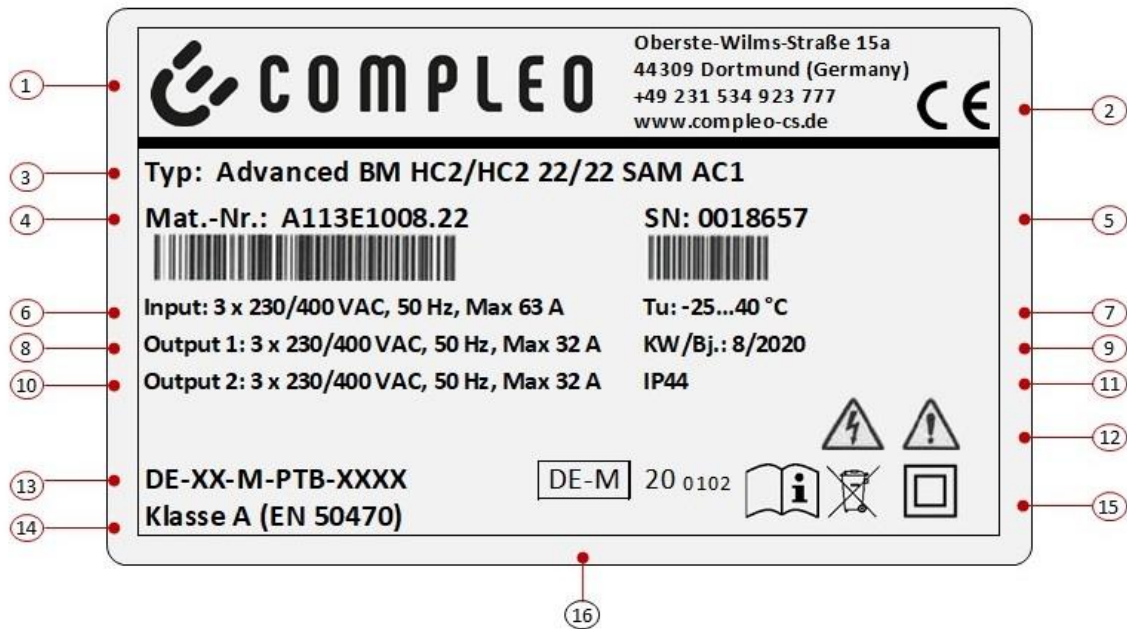 COMPLEO
Oberste-Wilms-Straße 15a
44309 Dortmund (Germany)
+49 231 534 923 777
www.compleo-cs.de
CE
1
2
Typ: Advanced BM HC2/HC2 22/22 SAM AC1
3
Mat.-Nr.: A113E1008.22
SN: 0018657
4
5
Input: 3 x 230/400 VAC, 50 Hz, Max 63 A
Tu: -25...40 °C
6
7
Output 1: 3 x 230/400 VAC, 50 Hz, Max 32 A
KW/Bj.: 8/2020
8
9
Output 2: 3 x 230/400 VAC, 50 Hz, Max 32 A
IP44
10
11
12
DE-XX-M-PTB-XXXX
DE-M 20 0102
13
Klasse A (EN 50470)
14
15
16